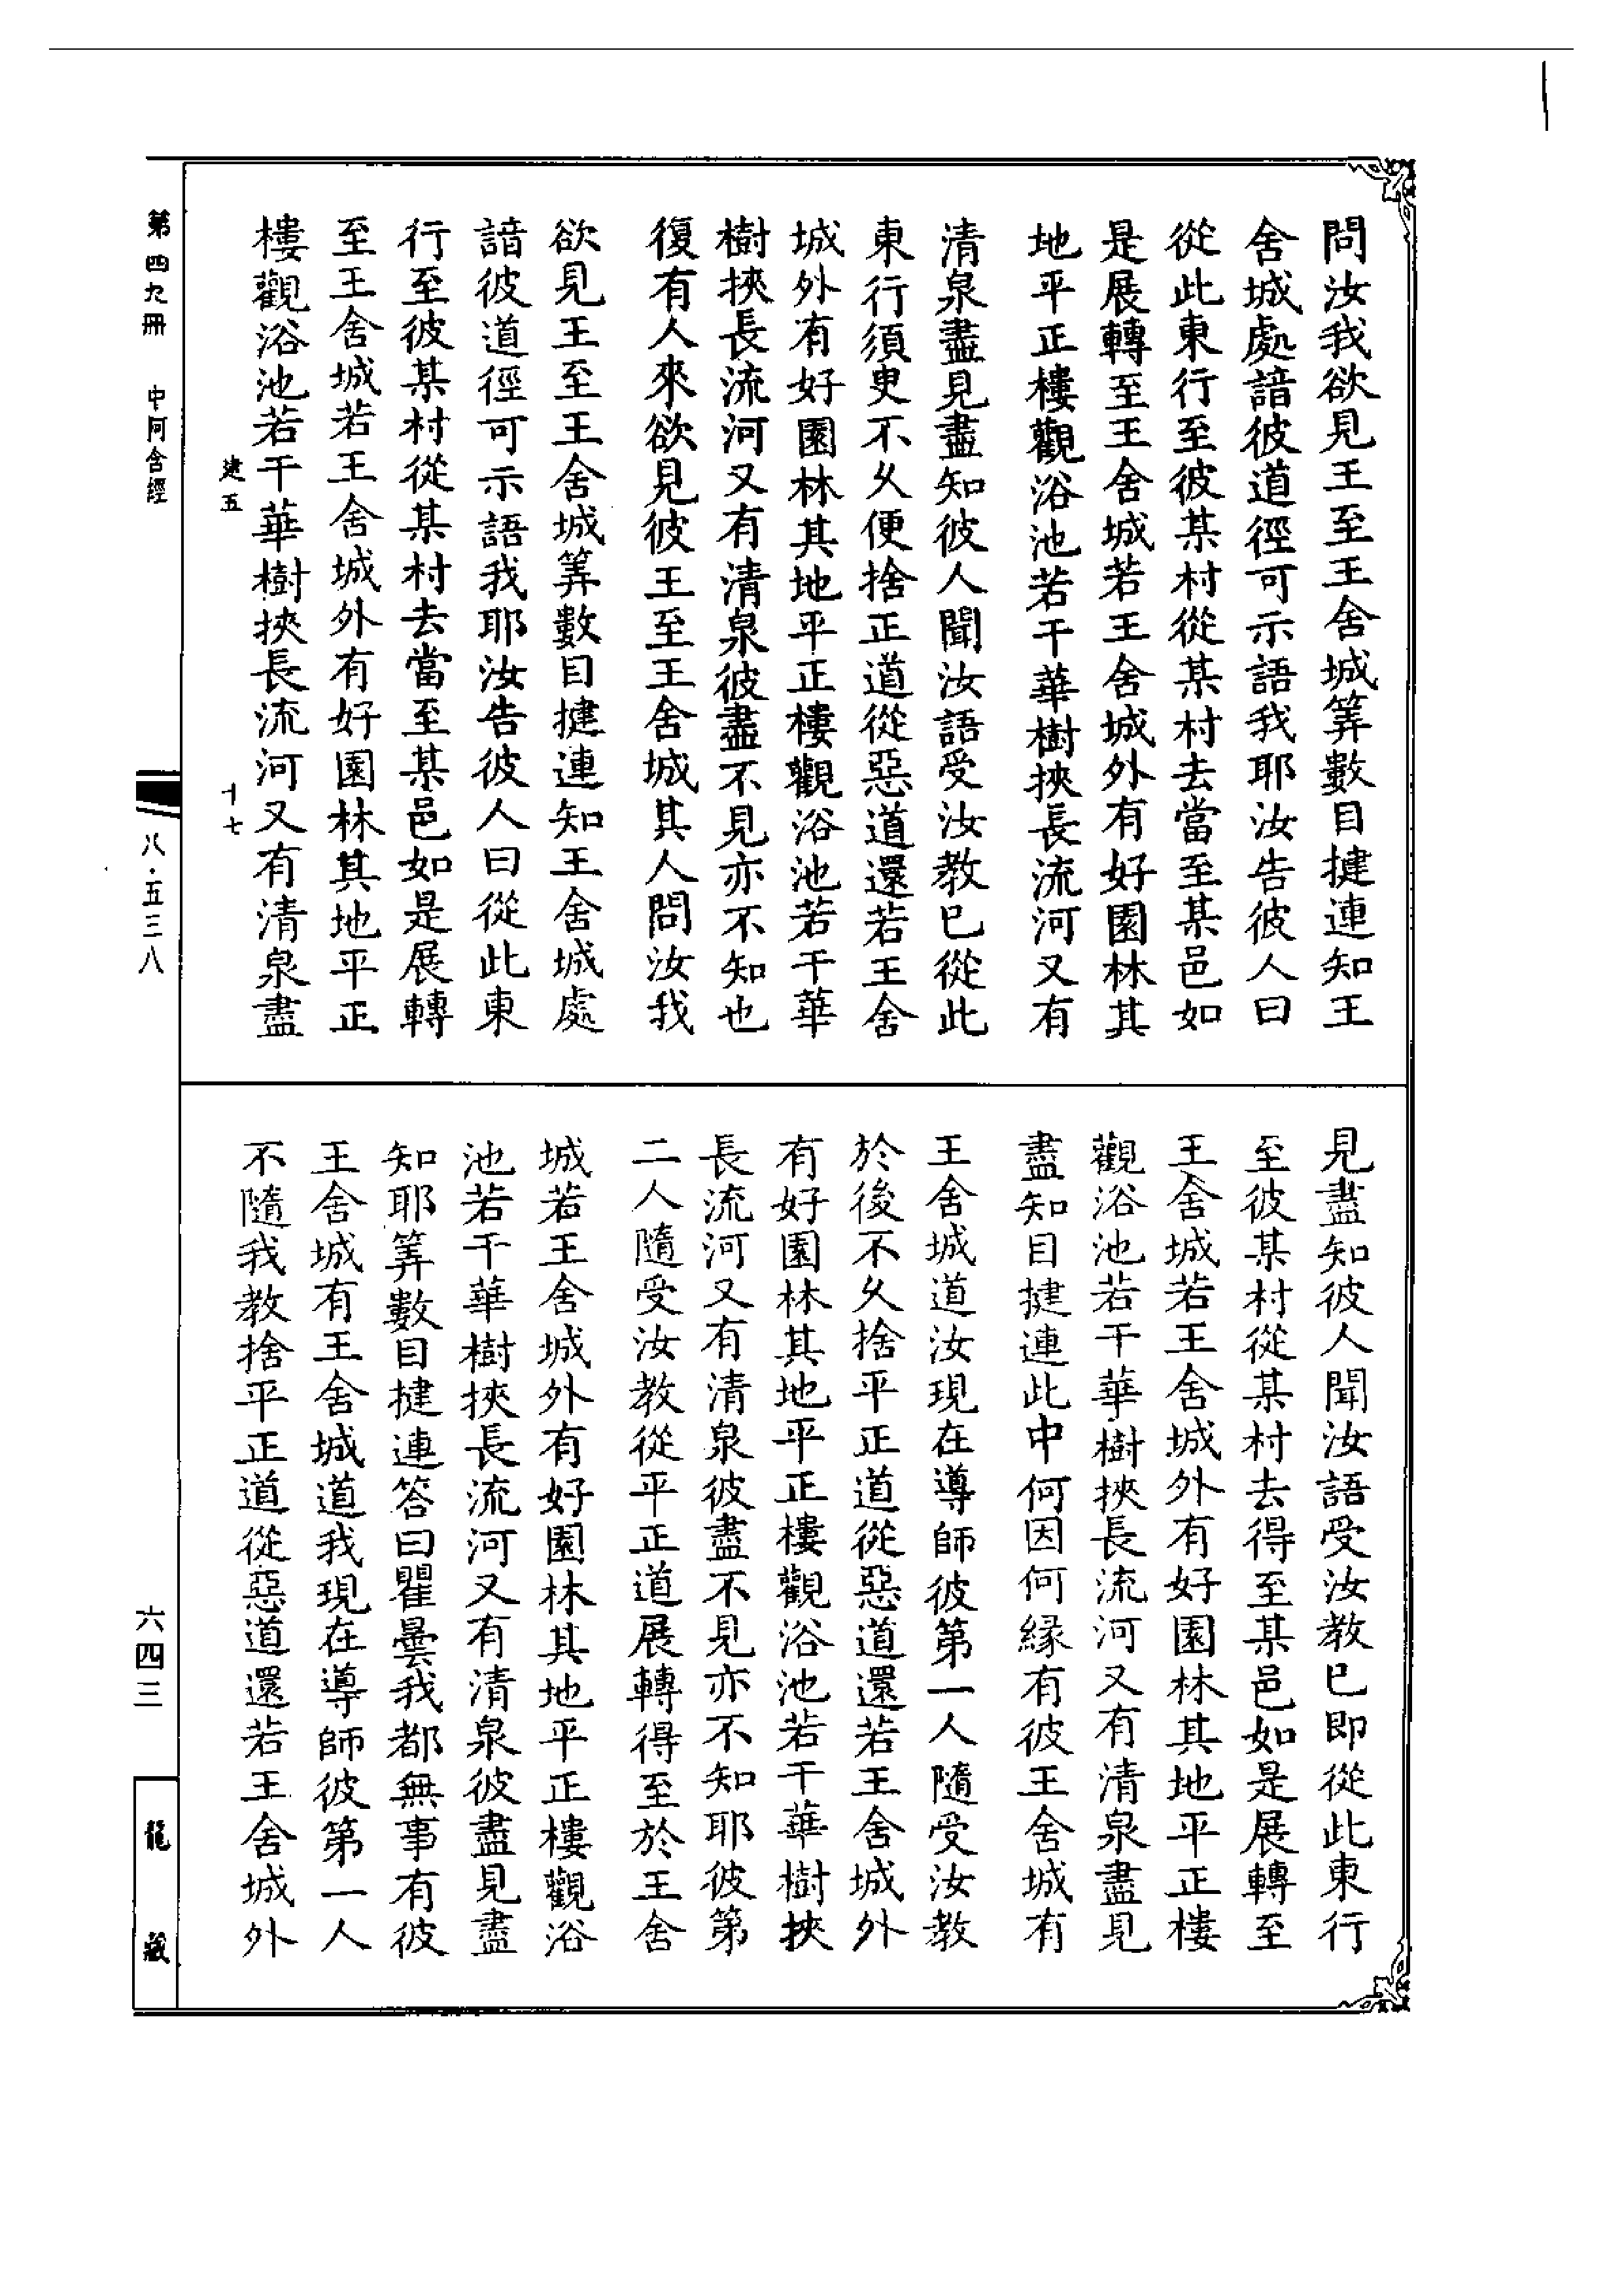 問汝我欲見王至王舍城筭數目揵連知王
舍城處諳彼道徑可示語我耶汝告彼人曰
從此東行至彼某村從某村去當至某邑如
是展轉至王舍城若王舍城外有好園林其
地平正樓觀浴池若干華樹挾長流河又有
清泉盡見盡知彼人聞汝語受汝教已從此
東行須臾不久便捨正道從惡道還若王舍
城外有好園林其地平正樓觀浴池若干華
樹挾長流河又有清泉彼盡不見亦不知也
復有人來欲見彼王至王舍城其人問汝我
欲見王至王舍城筭數目揵連知王舍城處
諳彼道徑可示語我耶汝告彼人曰從此東
行至彼某村從某村去當至某邑如是展轉
至王舍城若王舍城外有好園林其地平正
樓觀浴池若干華樹挾長流河又有清泉盡
建五 十七
見盡知彼人聞汝語受汝教已即從此東行
至彼某村從某村去得至某邑如是展轉至
王舍城若王舍城外有好園林其地平正樓
觀浴池若干華樹挾長流河又有清泉盡見
盡知目揵連此中何因何緣有彼王舍城有
王舍城道汝現在導師彼第一人隨受汝教
於後不久捨平正道從惡道還若王舍城外
有好園林其地平正樓觀浴池若干華樹挾
長流河又有清泉彼盡不見亦不知耶彼第
二人隨受汝教從平正道展轉得至於王舍
城若王舍城外有好園林其地平正樓觀浴
池若干華樹挾長流河又有清泉彼盡見盡
知耶筭數目揵連答曰瞿曇我都無事有彼
王舍城有王舍城道我現在導師彼第一人
不隨我教捨平正道從惡道還若王舍城外
第四九冊 中阿含經
八·五三八
六四三
龍藏